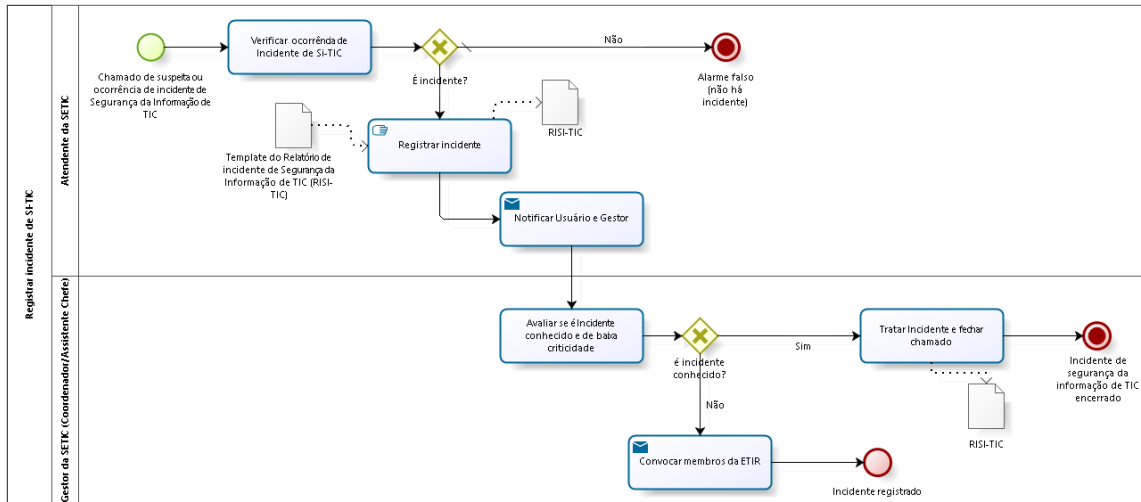 Registrar incidente de SI-TIC
Atendente da SETIC
Chamado de suspeita ou
ocorrência de incidente de
Segurança da Informação de
TIC
Verificar ocorrência de
Incidente de Si-TIC
É incidente?
Não
Alarme falso
(não há
incidente)
Template do Relatório de
incidente de Segurança da
Informação de TIC (RISI-
TIC)
Registrar incidente
RISI-TIC
Notificar Usuário e Gestor
Gestor da SETIC (Coordenador/Assistente Chefe)
Avaliar se é Incidente
conhecido e de baixa
criticidade
é incidente
conhecido?
Sim
Tratar Incidente e fechar
chamado
Incidente de
segurança da
informação de TIC
encerrado
RISI-TIC
Não
Convocar membros da ETIR
Incidente registrado